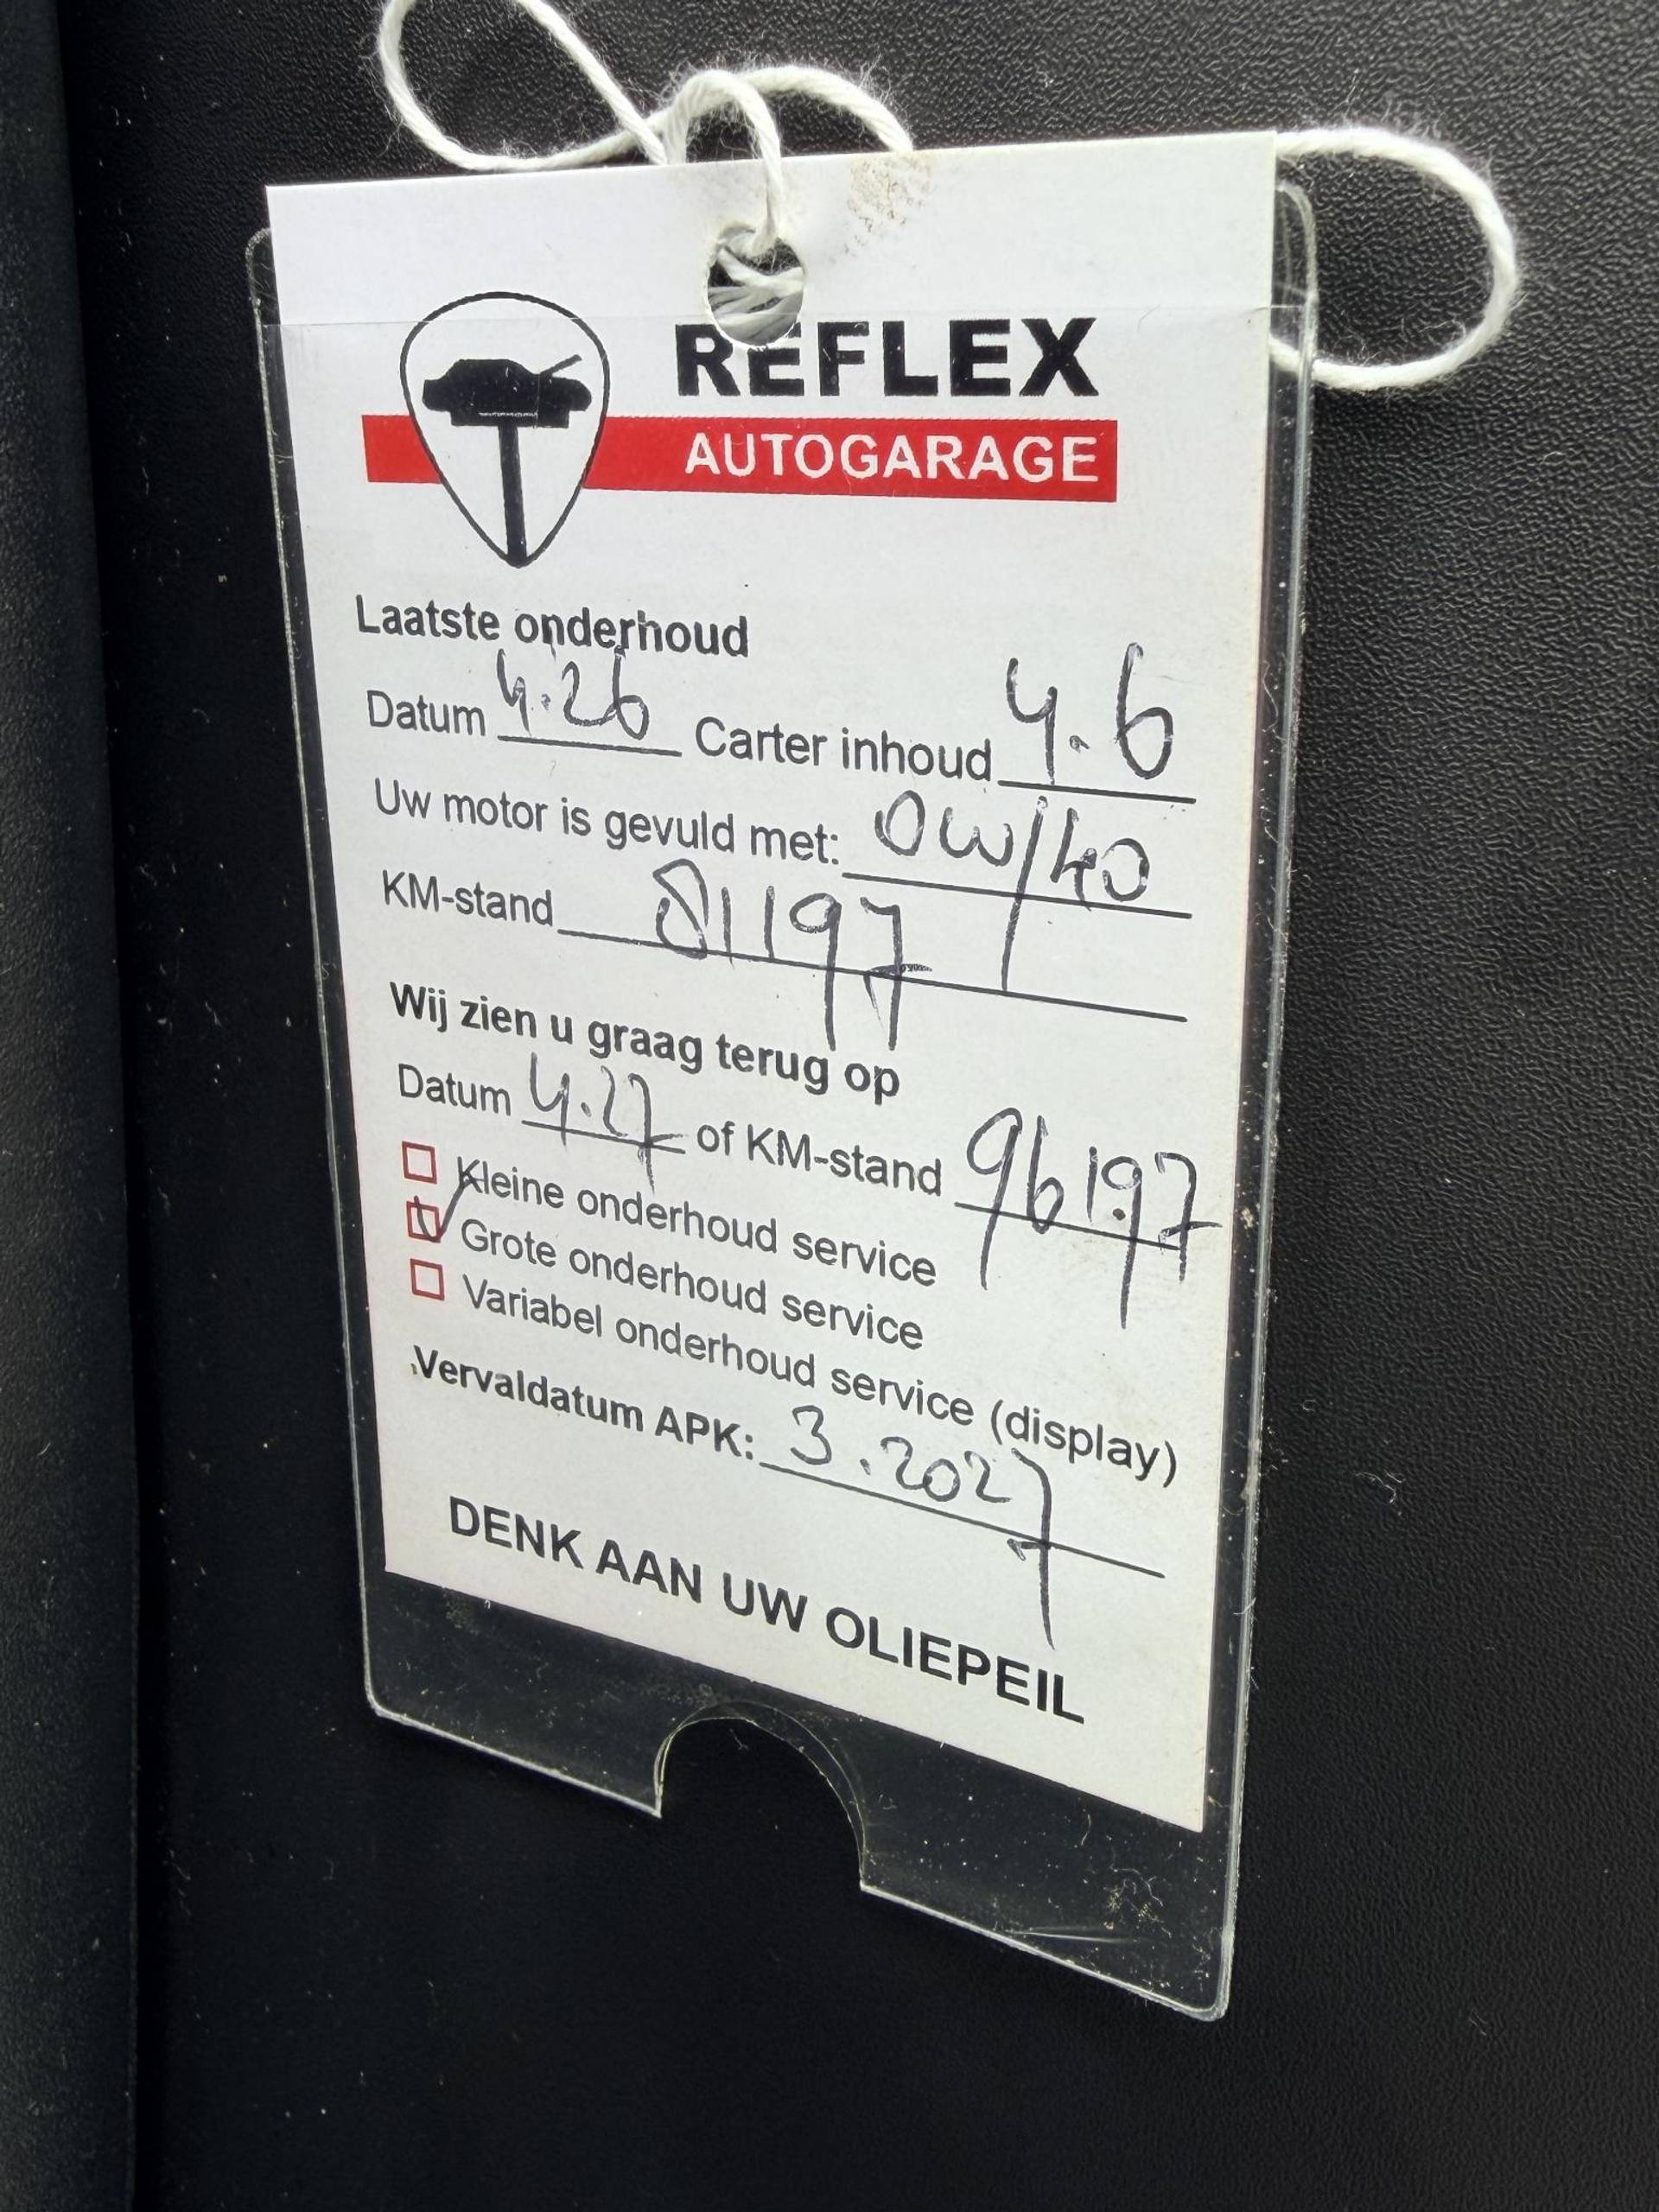 REFLEX
AUTOGARAGE
Laatste onderhoud
Datum 4.26 Carter inhoud 4.6
Uw motor is gevuld met: 0W/40
KM-stand 81197
Wij zien u graag terug op
Datum 4.27 of KM-stand 96197
Kleine onderhoud service
Grote onderhoud service
Variabel onderhoud service (display)
Vervaldatum APK: 3.2027
DENK AAN UW OLIEPEIL